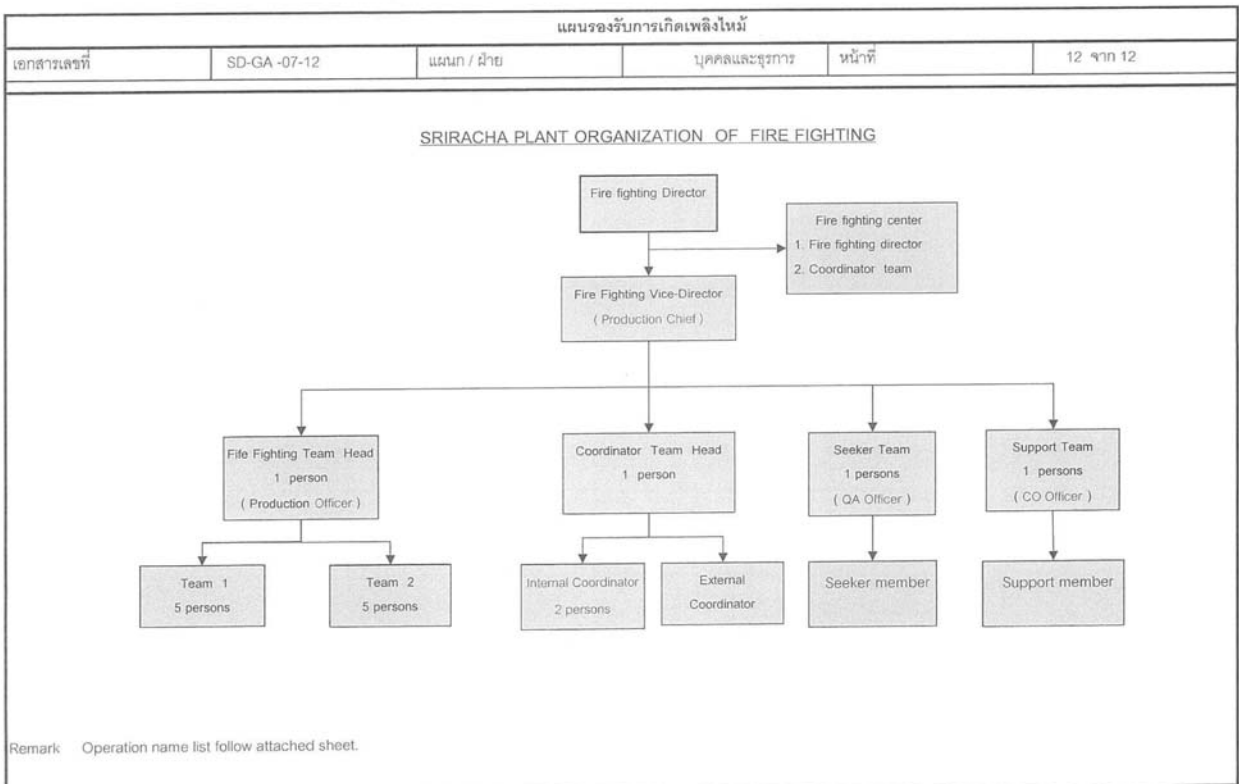 แผนรองรับการเกิดเพลิงไหม้
เอกสารเลขที่ SD-GA -07-12 แผนก / ฝ่าย บุคคลและธุรการ หน้าที่ 12 จาก 12
SRIRACHA PLANT ORGANIZATION OF FIRE FIGHTING
Fire fighting Director
Fire fighting center
1. Fire fighting director
2. Coordinator team
Fire Fighting Vice-Director
( Production Chief )
Fife Fighting Team Head
1 person
( Production Officer )
Coordinator Team Head
1 person
Seeker Team
1 persons
( QA Officer )
Support Team
1 persons
( CO Officer )
Team 1
5 persons
Team 2
5 persons
Internal Coordinator
2 persons
External
Coordinator
Seeker member
Support member
Remark Operation name list follow attached sheet.